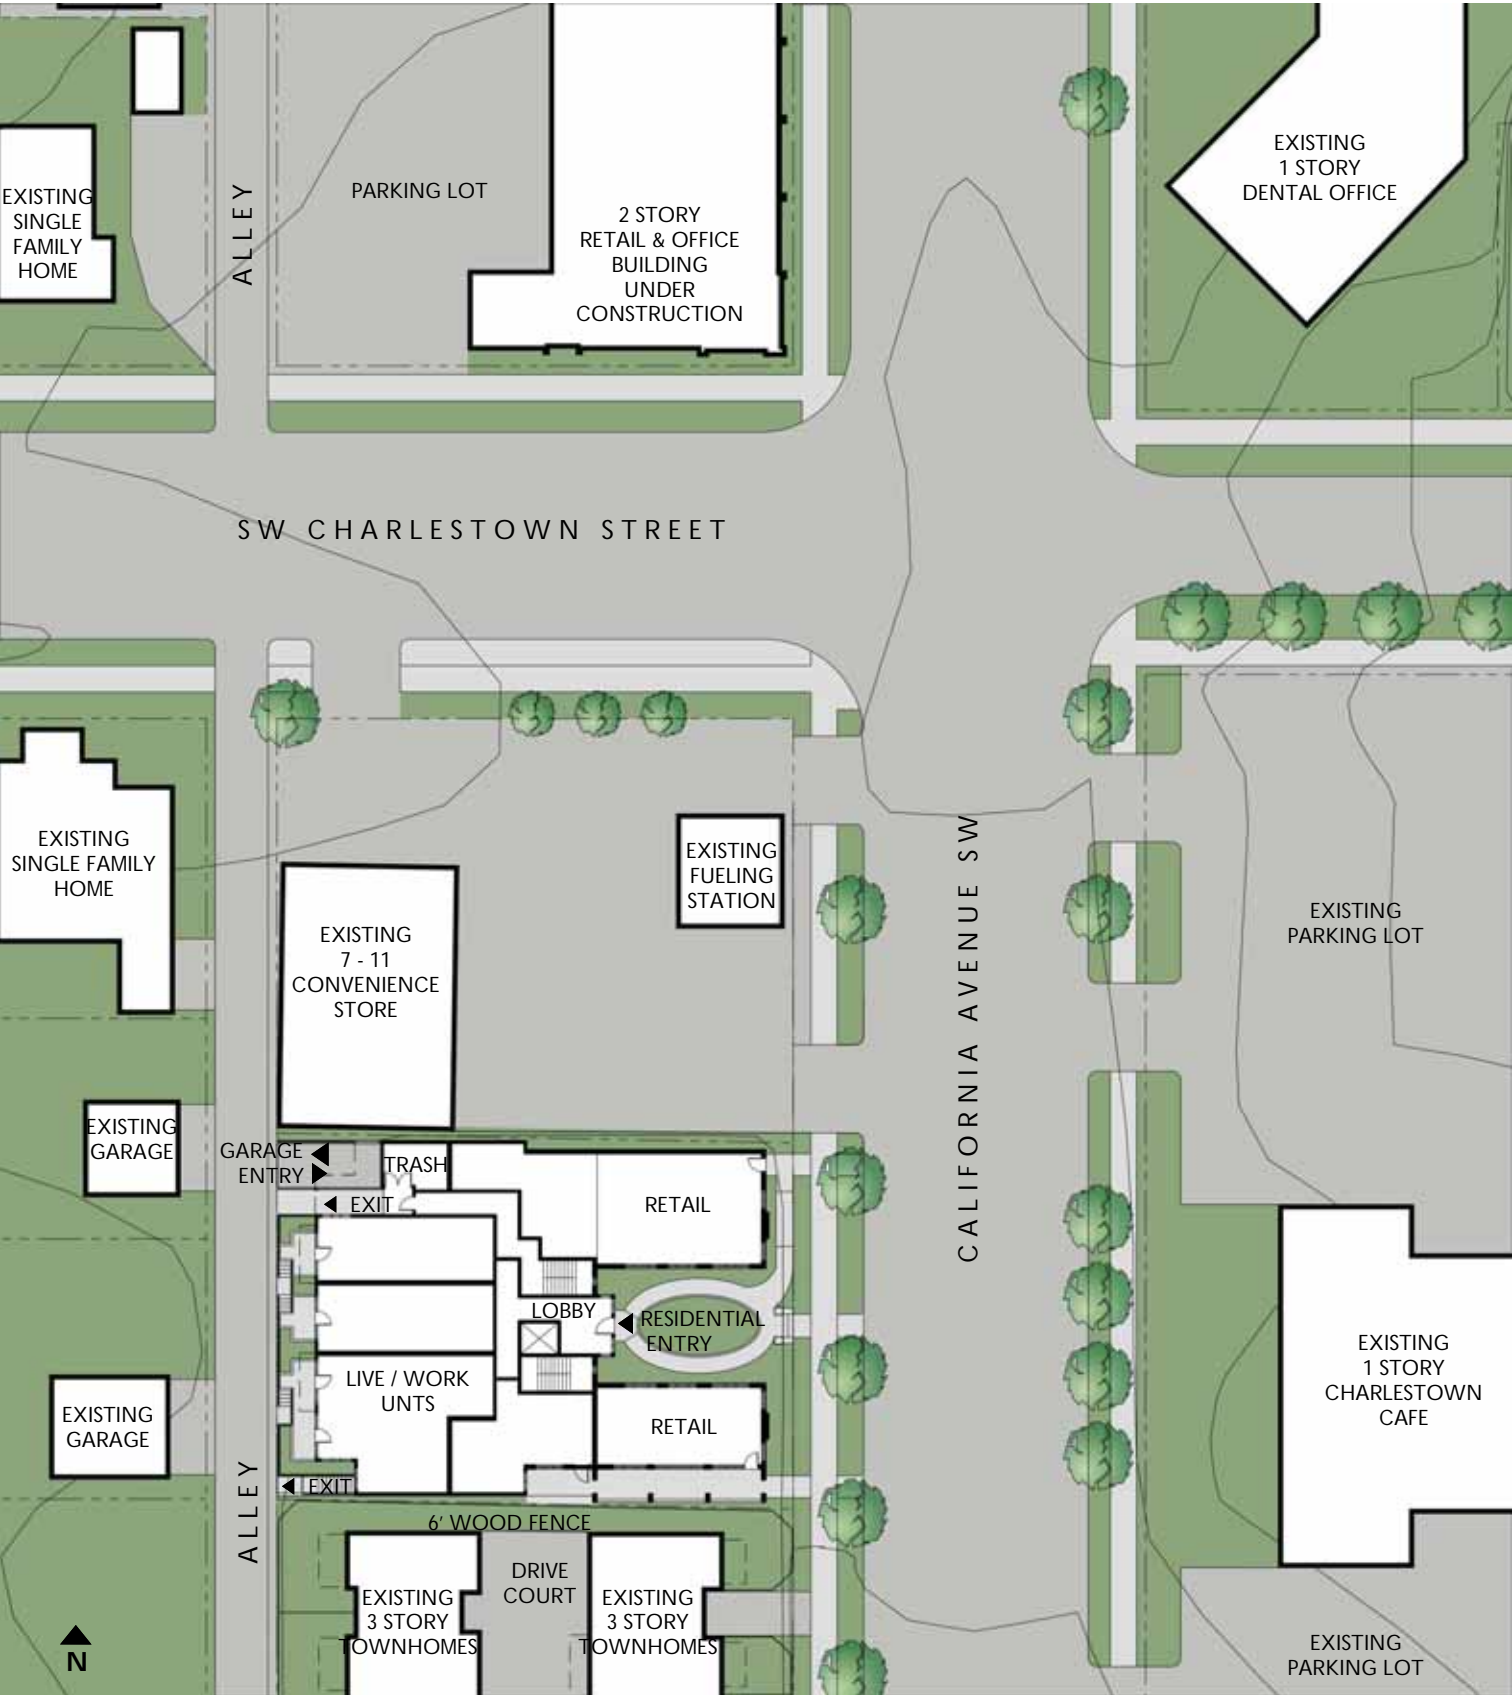 EXISTING
SINGLE
FAMILY
HOME
ALLEY
PARKING LOT
2 STORY
RETAIL & OFFICE
BUILDING
UNDER
CONSTRUCTION
EXISTING
1 STORY
DENTAL OFFICE
SW CHARLESTOWN STREET
EXISTING
SINGLE FAMILY
HOME
EXISTING
7 - 11
CONVENIENCE
STORE
EXISTING
FUELING
STATION
CALIFORNIA AVENUE SW
EXISTING
PARKING LOT
EXISTING
GARAGE
GARAGE
ENTRY
TRASH
EXIT
RETAIL
LOBBY
RESIDENTIAL
ENTRY
LIVE / WORK
UNTS
RETAIL
EXISTING
1 STORY
CHARLESTOWN
CAFE
EXISTING
GARAGE
ALLEY
EXIT
6' WOOD FENCE
DRIVE
COURT
EXISTING
3 STORY
TOWNHOMES
EXISTING
3 STORY
TOWNHOMES
N
EXISTING
PARKING LOT